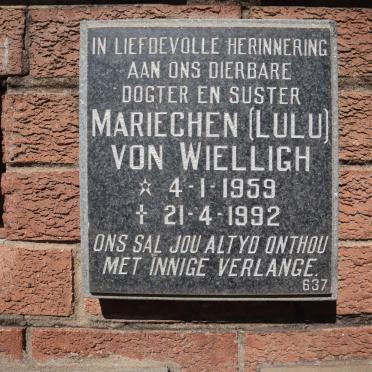 IN LIEFDEVOLLE HERINNERING
AAN ONS DIERBARE
DOGTER EN SUSTER
MARIECHEN (LULU)
VON WIELLIGH
☆ 4-1-1959
✝ 21-4-1992
ONS SAL JOU ALTYD ONTHOU
MET INNIGE VERLANGE.
637